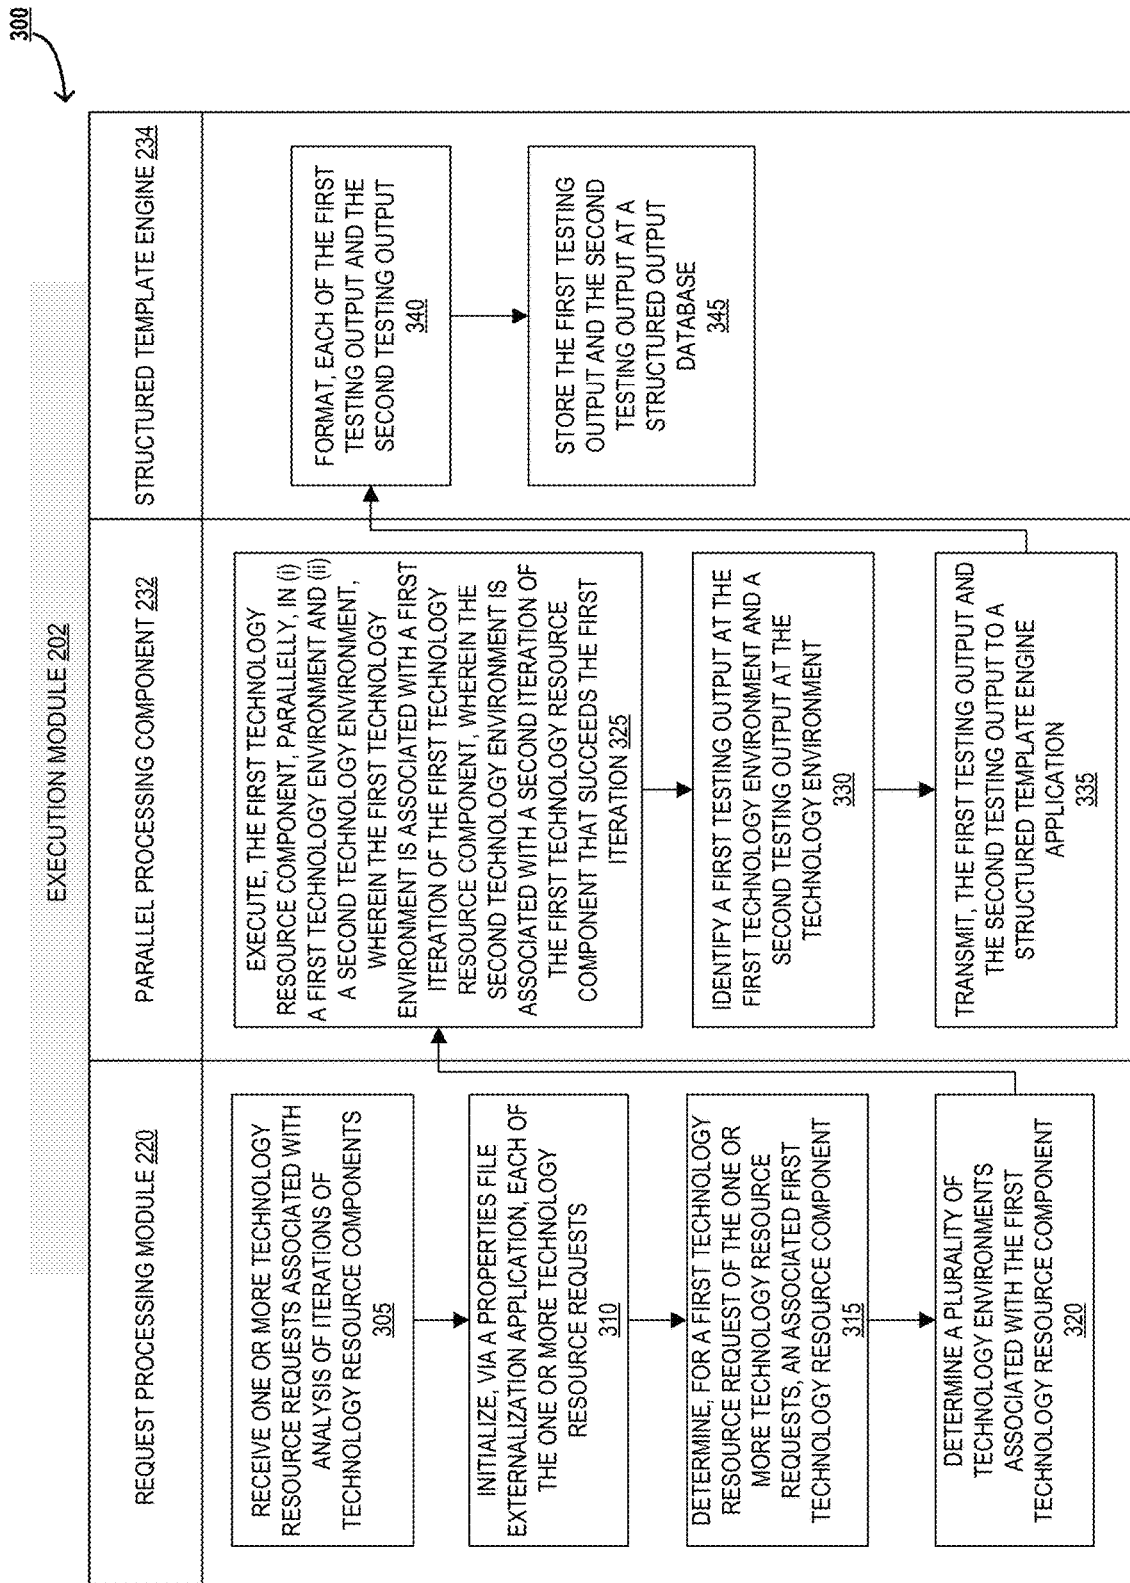 300
EXECUTION MODULE 202
REQUEST PROCESSING MODULE 220
PARALLEL PROCESSING COMPONENT 232
STRUCTURED TEMPLATE ENGINE 234
RECEIVE ONE OR MORE TECHNOLOGY
RESOURCE REQUESTS ASSOCIATED WITH
ANALYSIS OF ITERATIONS OF
TECHNOLOGY RESOURCE COMPONENTS
305
INITIALIZE, VIA A PROPERTIES FILE
EXTERNALIZATION APPLICATION, EACH OF
THE ONE OR MORE TECHNOLOGY
RESOURCE REQUESTS
310
DETERMINE, FOR A FIRST TECHNOLOGY
RESOURCE REQUEST OF THE ONE OR
MORE TECHNOLOGY RESOURCE
REQUESTS, AN ASSOCIATED FIRST
TECHNOLOGY RESOURCE COMPONENT
315
DETERMINE A PLURALITY OF
TECHNOLOGY ENVIRONMENTS
ASSOCIATED WITH THE FIRST
TECHNOLOGY RESOURCE COMPONENT
320
EXECUTE, THE FIRST TECHNOLOGY
RESOURCE COMPONENT, PARALLELY, IN (i)
A FIRST TECHNOLOGY ENVIRONMENT AND (ii)
A SECOND TECHNOLOGY ENVIRONMENT,
WHEREIN THE FIRST TECHNOLOGY
ENVIRONMENT IS ASSOCIATED WITH A FIRST
ITERATION OF THE FIRST TECHNOLOGY
RESOURCE COMPONENT, WHEREIN THE
SECOND TECHNOLOGY ENVIRONMENT IS
ASSOCIATED WITH A SECOND ITERATION OF
THE FIRST TECHNOLOGY RESOURCE
COMPONENT THAT SUCCEEDS THE FIRST
ITERATION 325
IDENTIFY A FIRST TESTING OUTPUT AT THE
FIRST TECHNOLOGY ENVIRONMENT AND A
SECOND TESTING OUTPUT AT THE
TECHNOLOGY ENVIRONMENT
330
TRANSMIT, THE FIRST TESTING OUTPUT AND
THE SECOND TESTING OUTPUT TO A
STRUCTURED TEMPLATE ENGINE
APPLICATION
335
FORMAT, EACH OF THE FIRST
TESTING OUTPUT AND THE
SECOND TESTING OUTPUT
340
STORE THE FIRST TESTING
OUTPUT AND THE SECOND
TESTING OUTPUT AT A
STRUCTURED OUTPUT
DATABASE
345